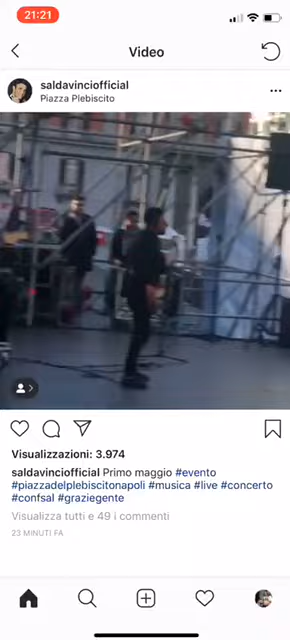 21:21
Video
saldavinciofficial
Piazza Plebiscito
Visualizzazioni: 3.974
saldavinciofficial Primo maggio #evento
#piazzadelplebiscitonapoli #musica #live #concerto
#confsal #graziegente
Visualizza tutti e 49 i commenti
23 MINUTI FA